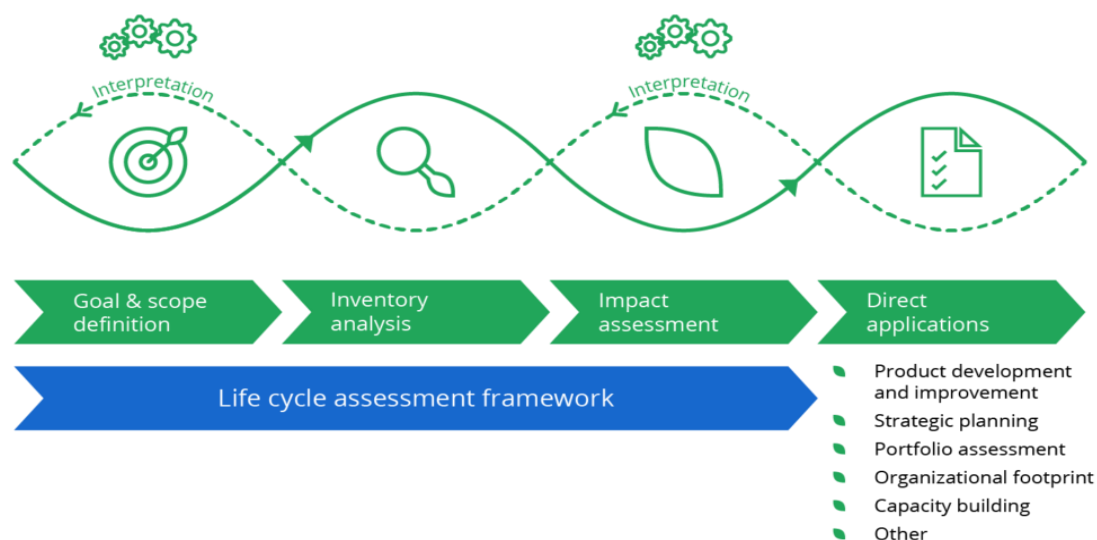 Interpretation
Interpretation
Goal & scope
definition
Inventory
analysis
Impact
assessment
Direct
applications
Life cycle assessment framework
Product development
and improvement
Strategic planning
Portfolio assessment
Organizational footprint
Capacity building
Other